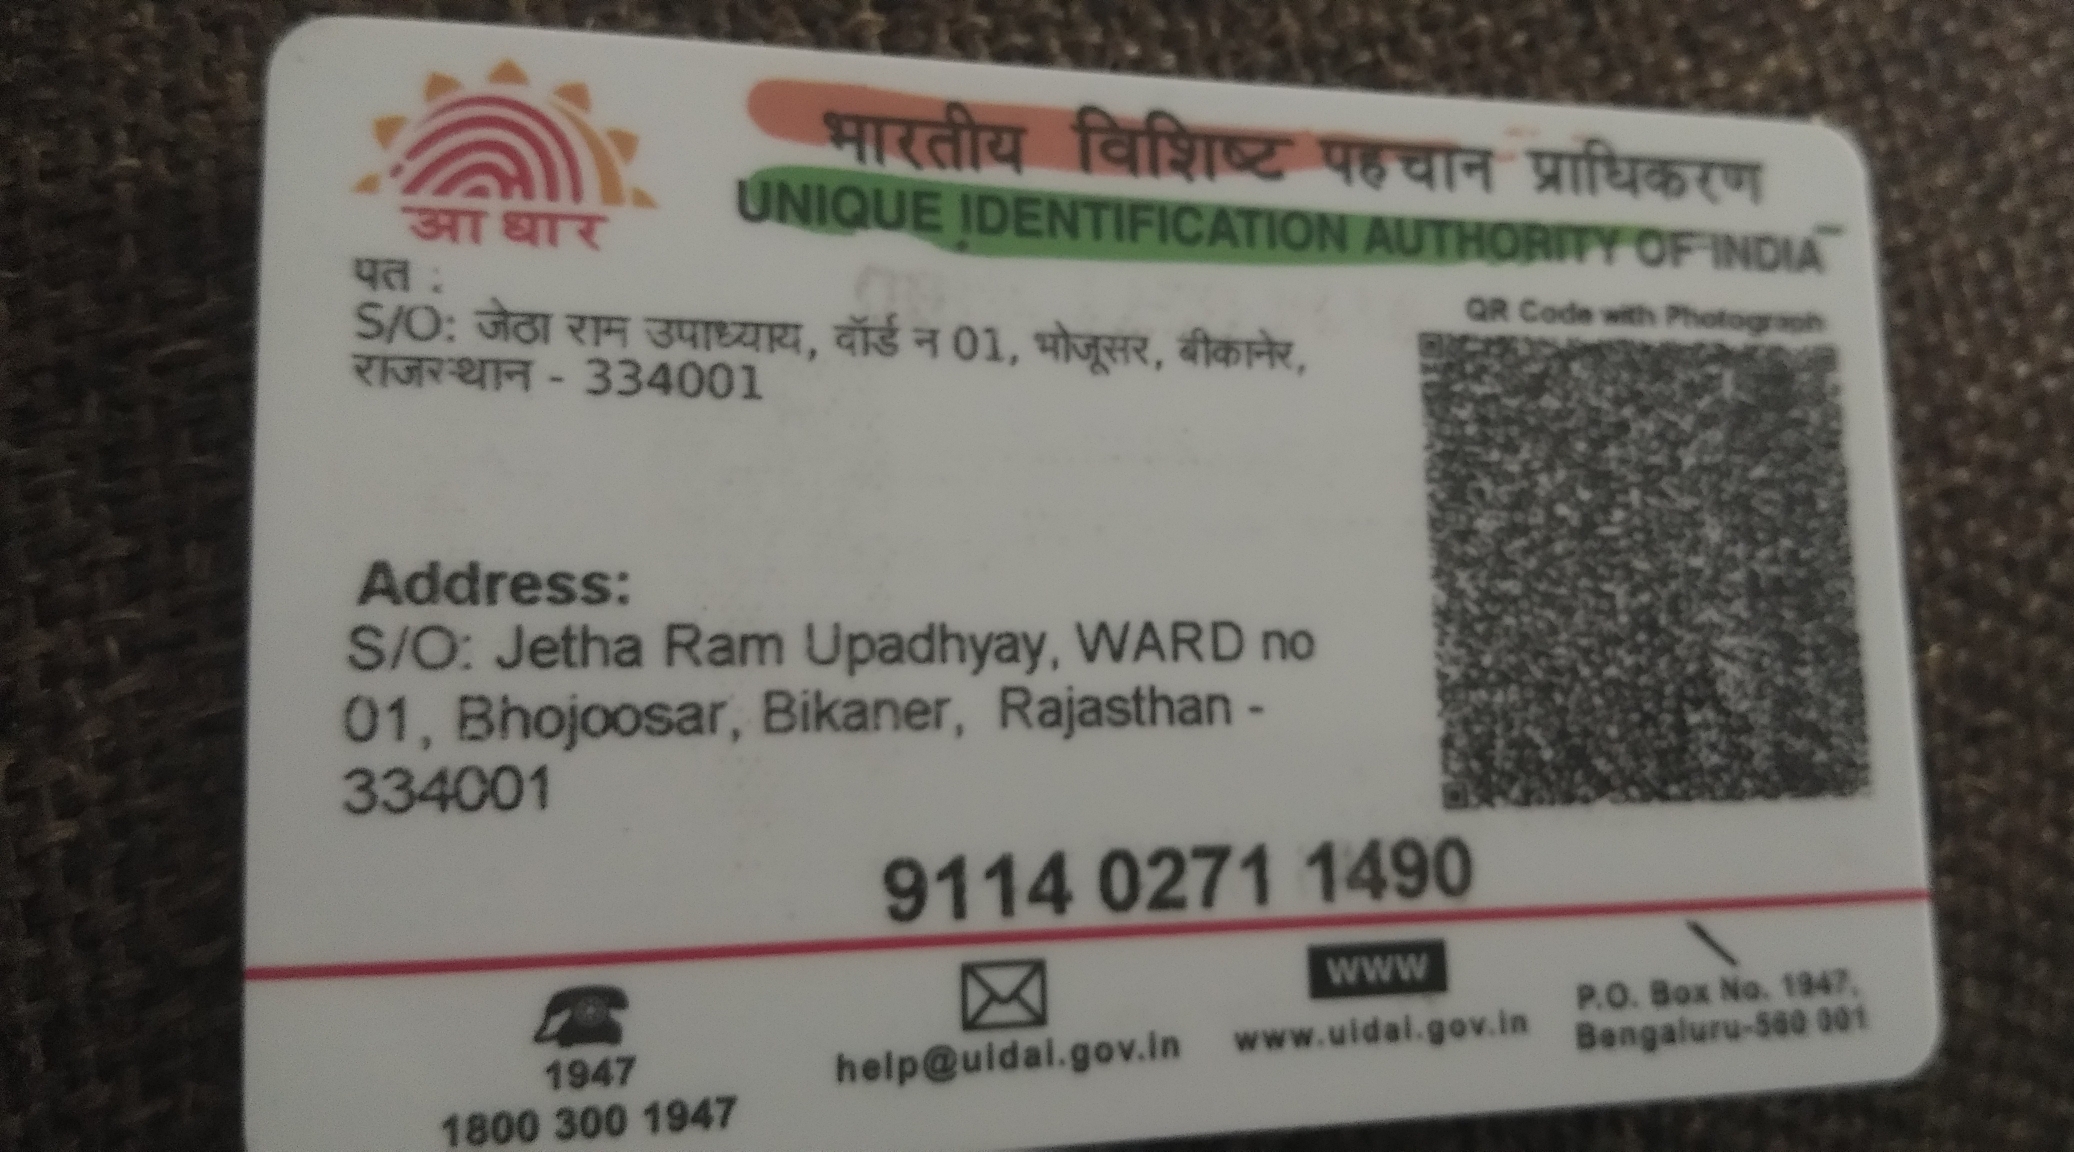 आधार
भारतीय विशिष्ट पहचान प्राधिकरण
UNIQUE IDENTIFICATION AUTHORITY OF INDIA
पत :
S/O: जेठा राम उपाध्याय, वॉर्ड न 01, भोजूसर, बीकानेर,
राजस्थान - 334001
QR Code with Photograph
Address:
S/O: Jetha Ram Upadhyay, WARD no
01, Bhojoosar, Bikaner, Rajasthan -
334001
9114 0271 1490
1947
1800 300 1947
help@uidai.gov.in
www
www.uidai.gov.in
P.O. Box No. 1947,
Bengaluru-560 001